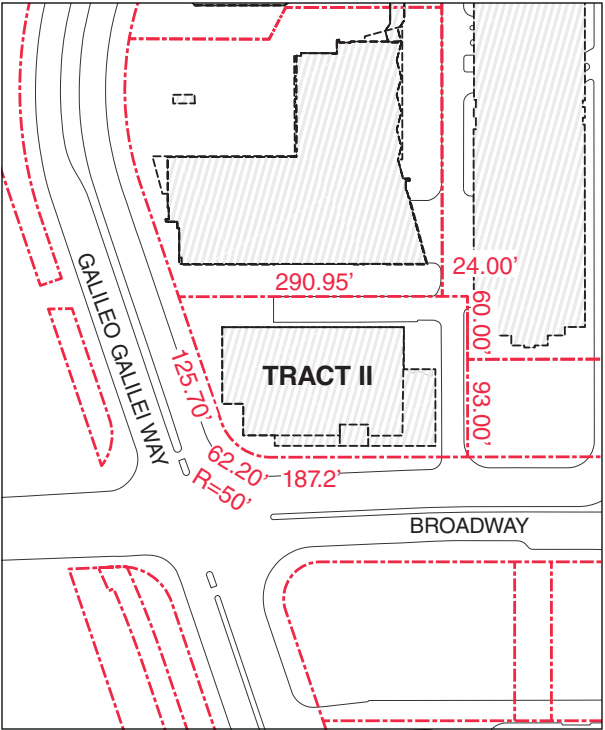 GALILEO GALILEI WAY
290.95’
24.00’
60.00’
TRACT II
125.70’
93.00’
62.20’
R=50’
187.2’
BROADWAY